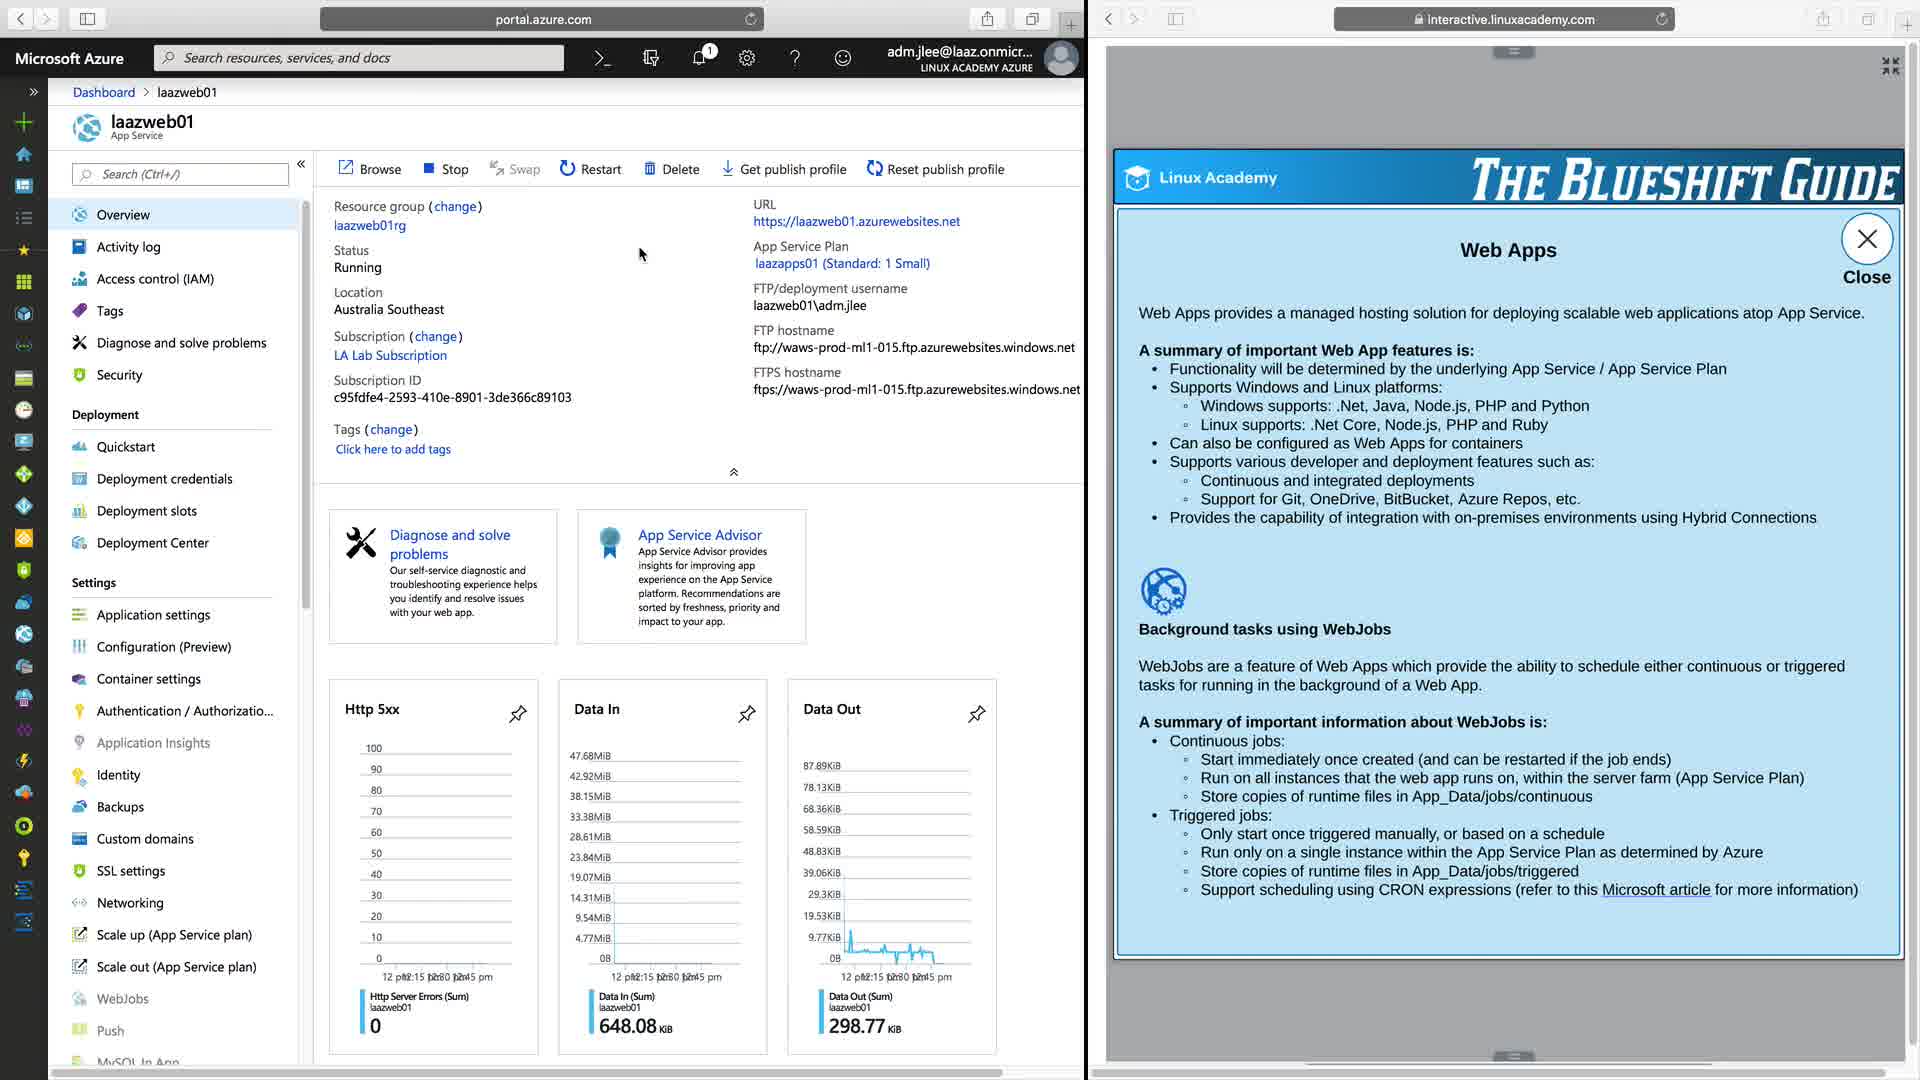 portal.azure.com
interactive.linuxacademy.com
Microsoft Azure
Search resources, services, and docs
1
adm.jlee@laaz.onmicr...
LINUX ACADEMY AZURE
Dashboard > laazweb01
laazweb01
App Service
Search (Ctrl+/)
Overview
Activity log
Access control (IAM)
Tags
Diagnose and solve problems
Security
Deployment
Quickstart
Deployment credentials
Deployment slots
Deployment Center
Settings
Application settings
Configuration (Preview)
Container settings
Authentication / Authorizatio...
Application Insights
Identity
Backups
Custom domains
SSL settings
Networking
Scale up (App Service plan)
Scale out (App Service plan)
WebJobs
Push
MySQL In App
Browse
Stop
Swap
Restart
Delete
Get publish profile
Reset publish profile
Resource group (change)
laazweb01rg
Status
Running
Location
Australia Southeast
Subscription (change)
LA Lab Subscription
Subscription ID
c95fdfe4-2593-410e-8901-3de366c89103
Tags (change)
Click here to add tags
URL
https://laazweb01.azurewebsites.net
App Service Plan
laazapps01 (Standard: 1 Small)
FTP/deployment username
laazweb01\adm.jlee
FTP hostname
ftp://waws-prod-ml1-015.ftp.azurewebsites.windows.net
FTPS hostname
ftps://waws-prod-ml1-015.ftp.azurewebsites.windows.net
Diagnose and solve
problems
Our self-service diagnostic and
troubleshooting experience helps
you identify and resolve issues
with your web app.
App Service Advisor
App Service Advisor provides
insights for improving app
experience on the App Service
platform. Recommendations are
sorted by freshness, priority and
impact to your app.
Http 5xx
100
90
80
70
60
50
40
30
20
10
0
12 pm 12:15 pm 12:30 pm 12:45 pm
Http Server Errors (Sum)
laazweb01
0
Data In
47.68MiB
42.92MiB
38.15MiB
33.38MiB
28.61MiB
23.84MiB
19.07MiB
14.31MiB
9.54MiB
4.77MiB
0B
12 pm 12:15 pm 12:30 pm 12:45 pm
Data In (Sum)
laazweb01
648.08 KiB
Data Out
87.89KiB
78.13KiB
68.36KiB
58.59KiB
48.83KiB
39.06KiB
29.3KiB
19.53KiB
9.77KiB
0B
12 pm 12:15 pm 12:30 pm 12:45 pm
Data Out (Sum)
laazweb01
298.77 KiB
Linux Academy
THE BLUESHIFT GUIDE
Web Apps
Close
Web Apps provides a managed hosting solution for deploying scalable web applications atop App Service.
A summary of important Web App features is:
• Functionality will be determined by the underlying App Service / App Service Plan
• Supports Windows and Linux platforms:
◦ Windows supports: .Net, Java, Node.js, PHP and Python
◦ Linux supports: .Net Core, Node.js, PHP and Ruby
• Can also be configured as Web Apps for containers
• Supports various developer and deployment features such as:
◦ Continuous and integrated deployments
◦ Support for Git, OneDrive, BitBucket, Azure Repos, etc.
• Provides the capability of integration with on-premises environments using Hybrid Connections
Background tasks using WebJobs
WebJobs are a feature of Web Apps which provide the ability to schedule either continuous or triggered
tasks for running in the background of a Web App.
A summary of important information about WebJobs is:
• Continuous jobs:
◦ Start immediately once created (and can be restarted if the job ends)
◦ Run on all instances that the web app runs on, within the server farm (App Service Plan)
◦ Store copies of runtime files in App_Data/jobs/continuous
• Triggered jobs:
◦ Only start once triggered manually, or based on a schedule
◦ Run only on a single instance within the App Service Plan as determined by Azure
◦ Store copies of runtime files in App_Data/jobs/triggered
◦ Support scheduling using CRON expressions (refer to this Microsoft article for more information)